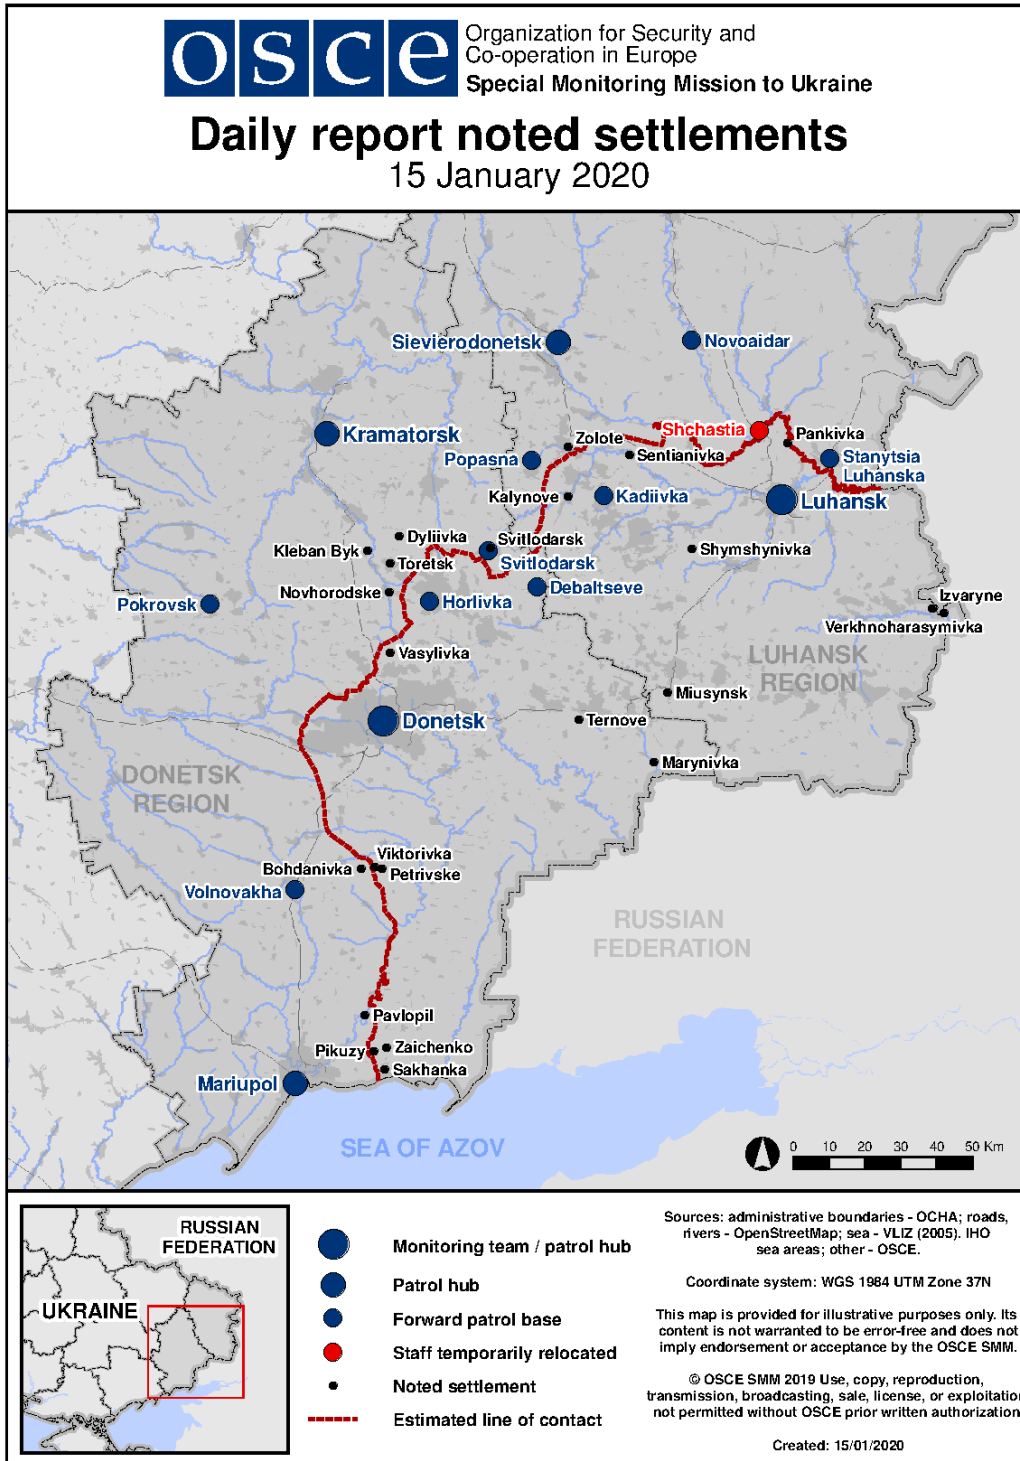 osce
Organization for Security and
Co-operation in Europe
Special Monitoring Mission to Ukraine
Daily report noted settlements
15 January 2020
Sievierodonetsk
Novoaidar
Kramatorsk
Shchastia
Zolote
Pankivka
Popasna
Sentianivka
Stanytsia
Luhanska
Kalynove
Kadiivka
Luhansk
Dyliivka
Svitlodarsk
Kleban Byk
Shymshynivka
Toretsk
Svitlodarsk
Novhorodske
Debaltseve
Pokrovsk
Horlivka
Izvaryne
Verkhnoharasymivka
Vasylivka
LUHANSK
REGION
Miusynsk
Donetsk
Ternove
Marynivka
DONETSK
REGION
Viktorivka
Bohdanivka
Petrivske
Volnovakha
RUSSIAN
FEDERATION
Pavlopil
Pikuzy
Zaichenko
Sakhanka
Mariupol
SEA OF AZOV
0 10 20 30 40 50 Km
RUSSIAN
FEDERATION
UKRAINE
Monitoring team / patrol hub
Patrol hub
Forward patrol base
Staff temporarily relocated
Noted settlement
Estimated line of contact
Sources: administrative boundaries - OCHA; roads,
rivers - OpenStreetMap; sea - VLIZ (2005). IHO
sea areas; other - OSCE.
Coordinate system: WGS 1984 UTM Zone 37N
This map is provided for illustrative purposes only. Its
content is not warranted to be error-free and does not
imply endorsement or acceptance by the OSCE SMM.
© OSCE SMM 2019 Use, copy, reproduction,
transmission, broadcasting, sale, license, or exploitation
not permitted without OSCE prior written authorization
Created: 15/01/2020